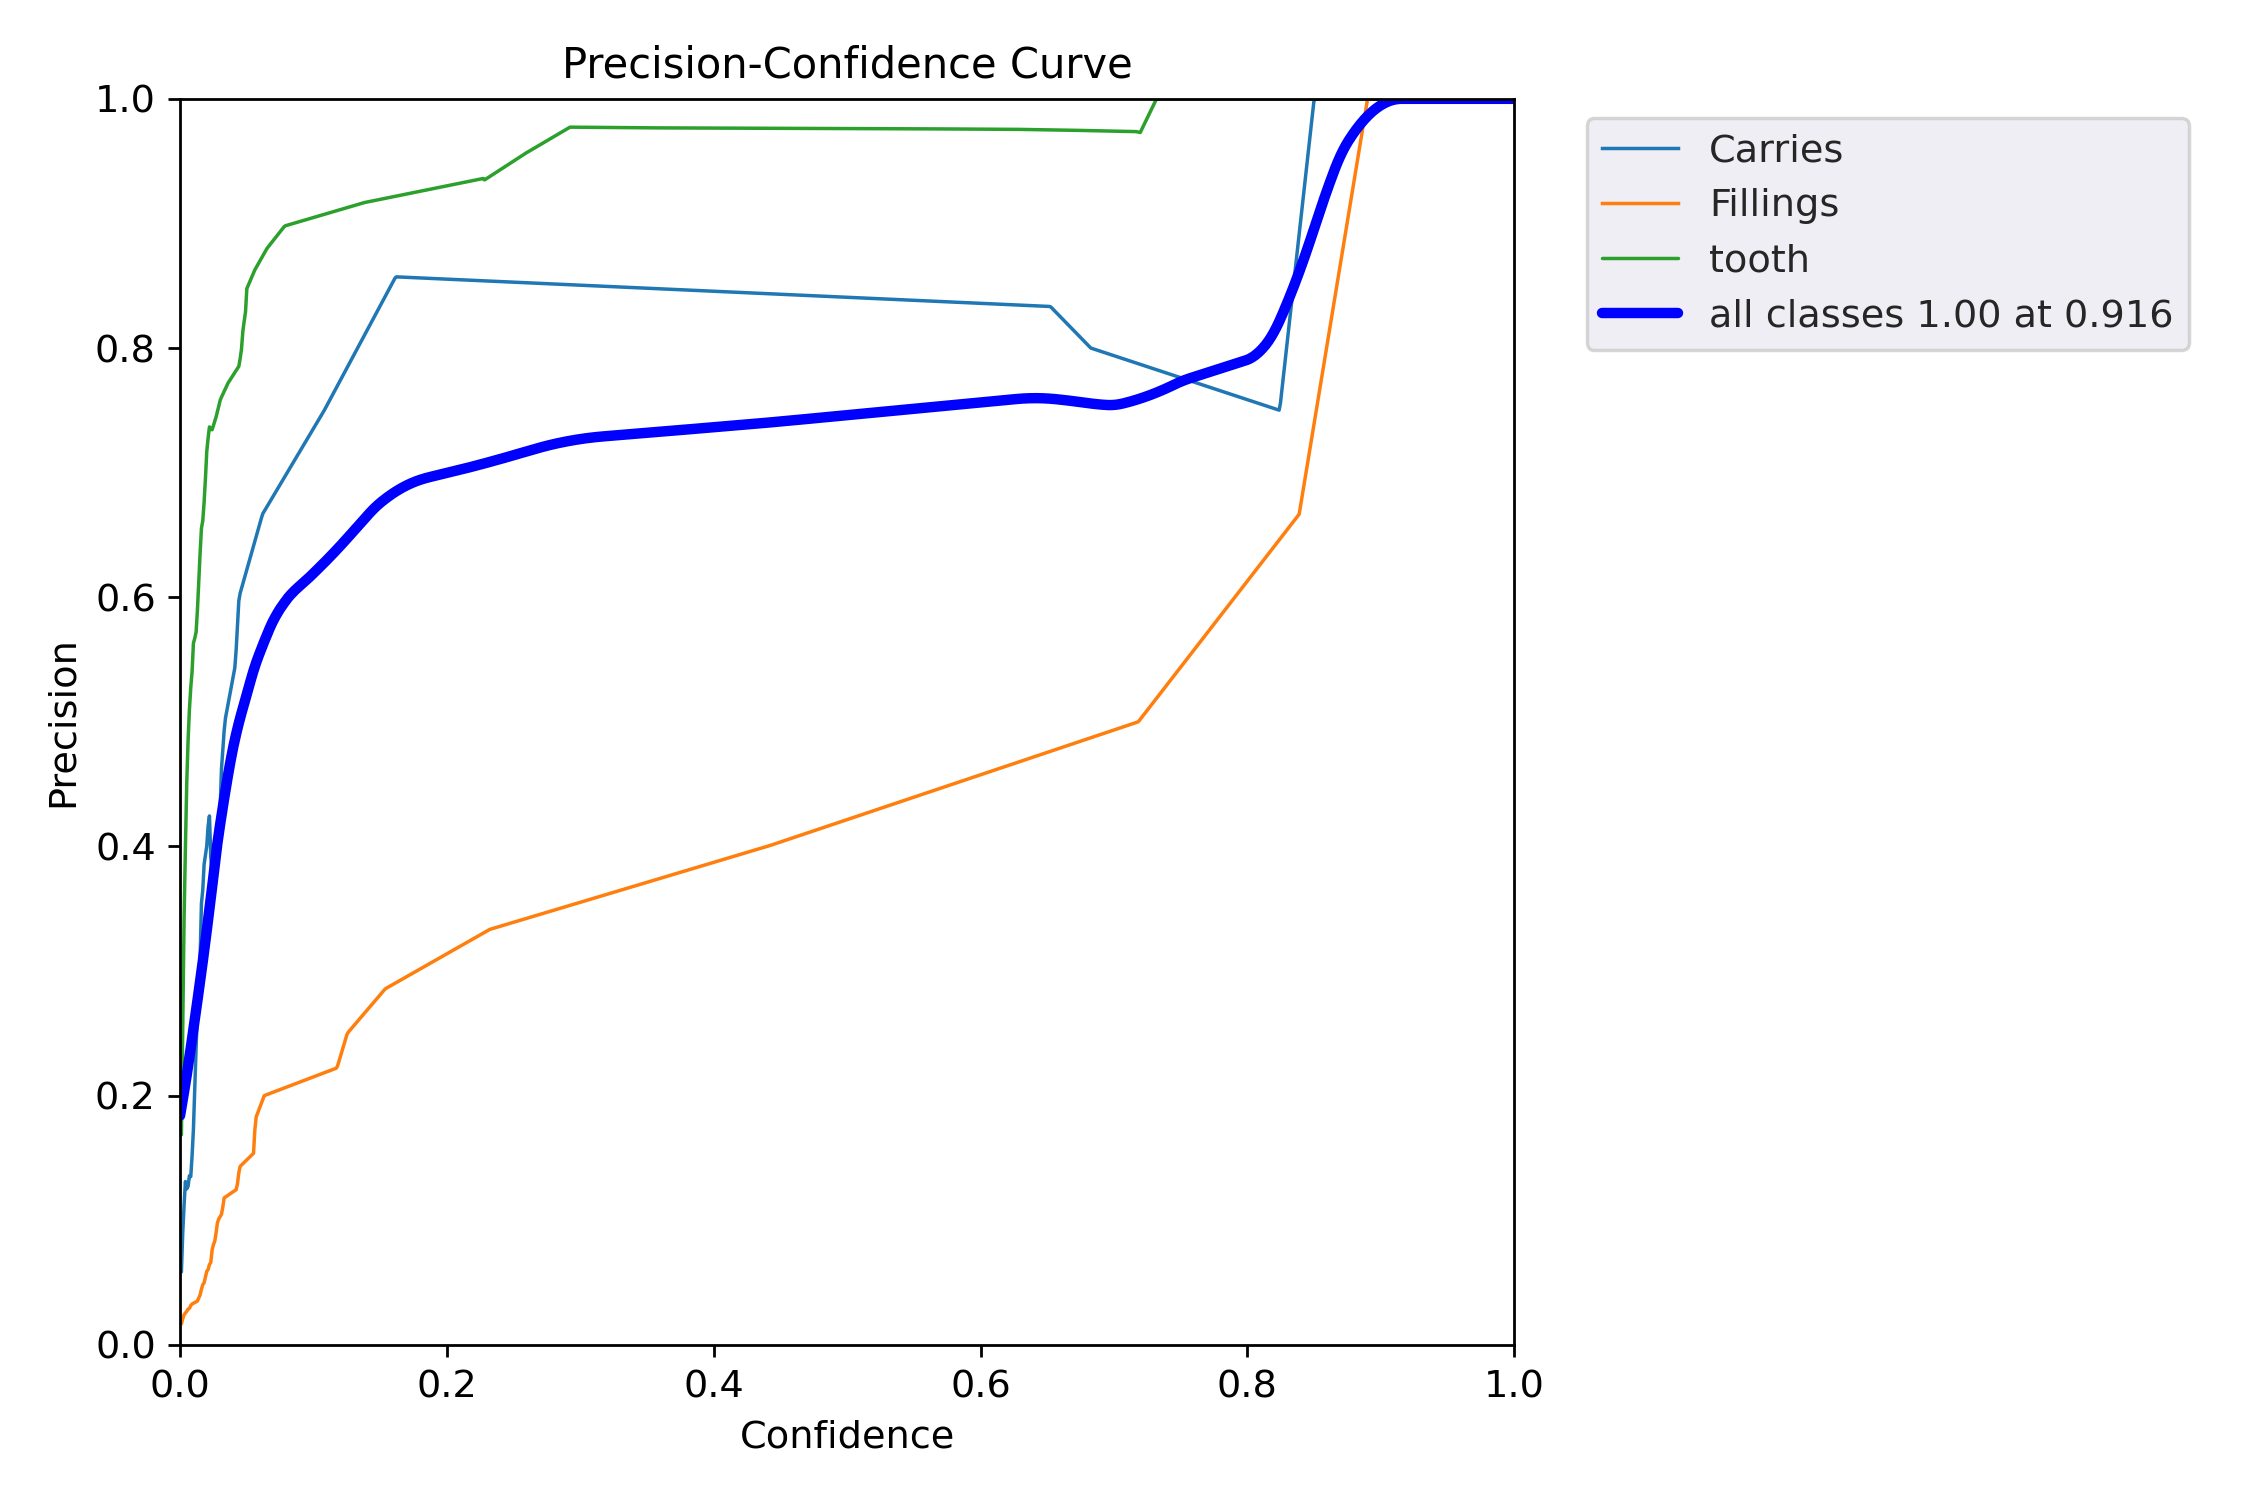 Precision-Confidence Curve
1.0
0.8
0.6
0.4
0.2
0.0
Precision
0.0 0.2 0.4 0.6 0.8 1.0
Confidence
Carries
Fillings
tooth
all classes 1.00 at 0.916